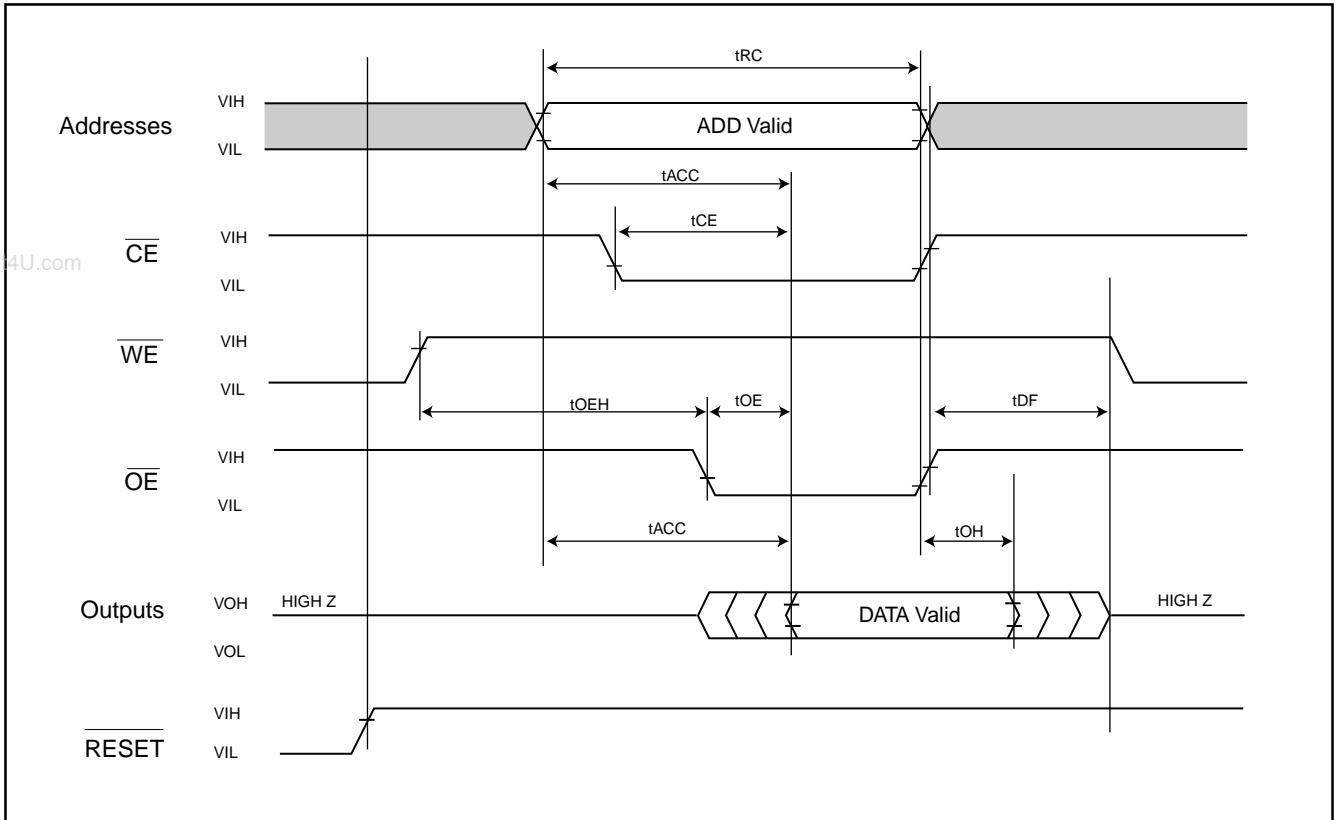 tRC
VIH
Addresses
ADD Valid
VIL
tACC
tCE
VIH
CE
4U.com
VIL
VIH
WE
VIL
tOEH
tOE
tDF
VIH
OE
VIL
tACC
tOH
Outputs
VOH
HIGH Z
DATA Valid
HIGH Z
VOL
VIH
RESET
VIL